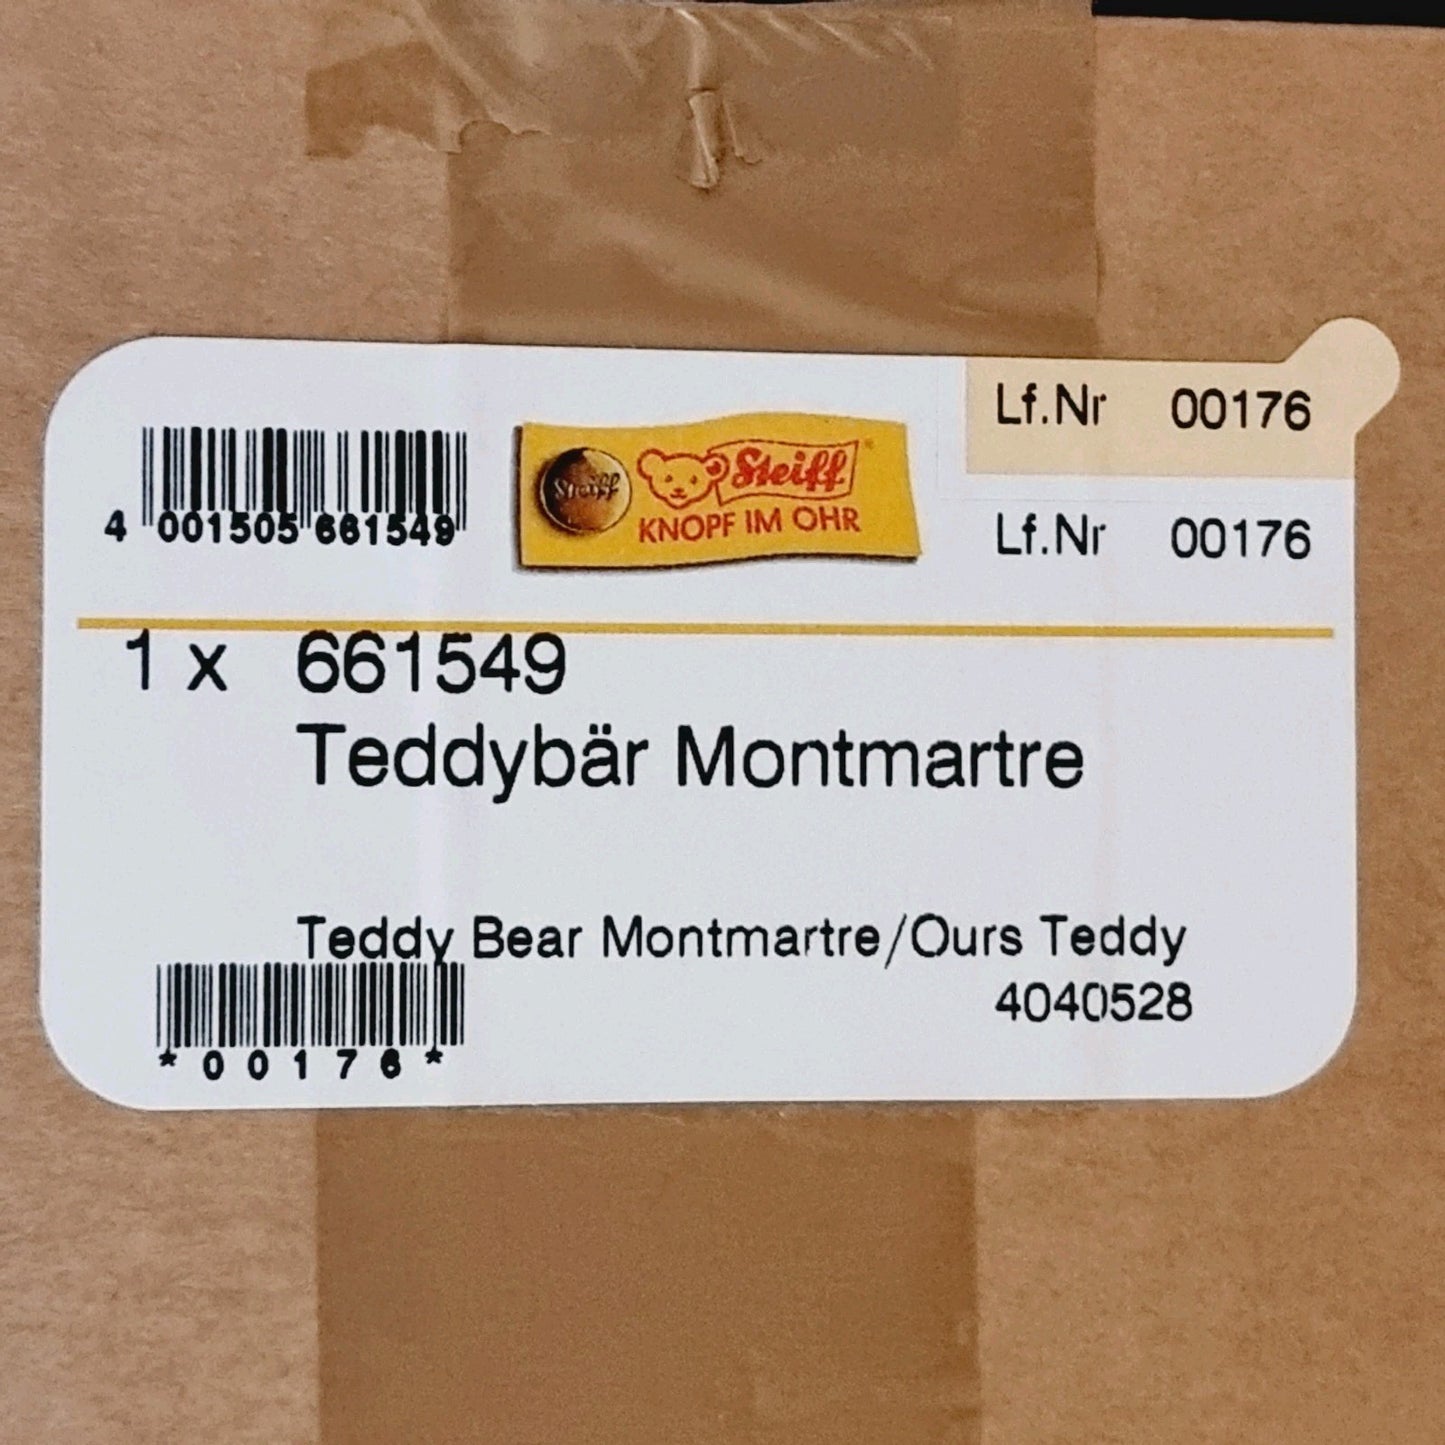 4 001505 661549
Steiff
Steiff
KNOPF IM OHR
Lf.Nr 00176
Lf.Nr 00176
1 x 661549
Teddybär Montmartre
Teddy Bear Montmartre/Ours Teddy
4040528
*00176*